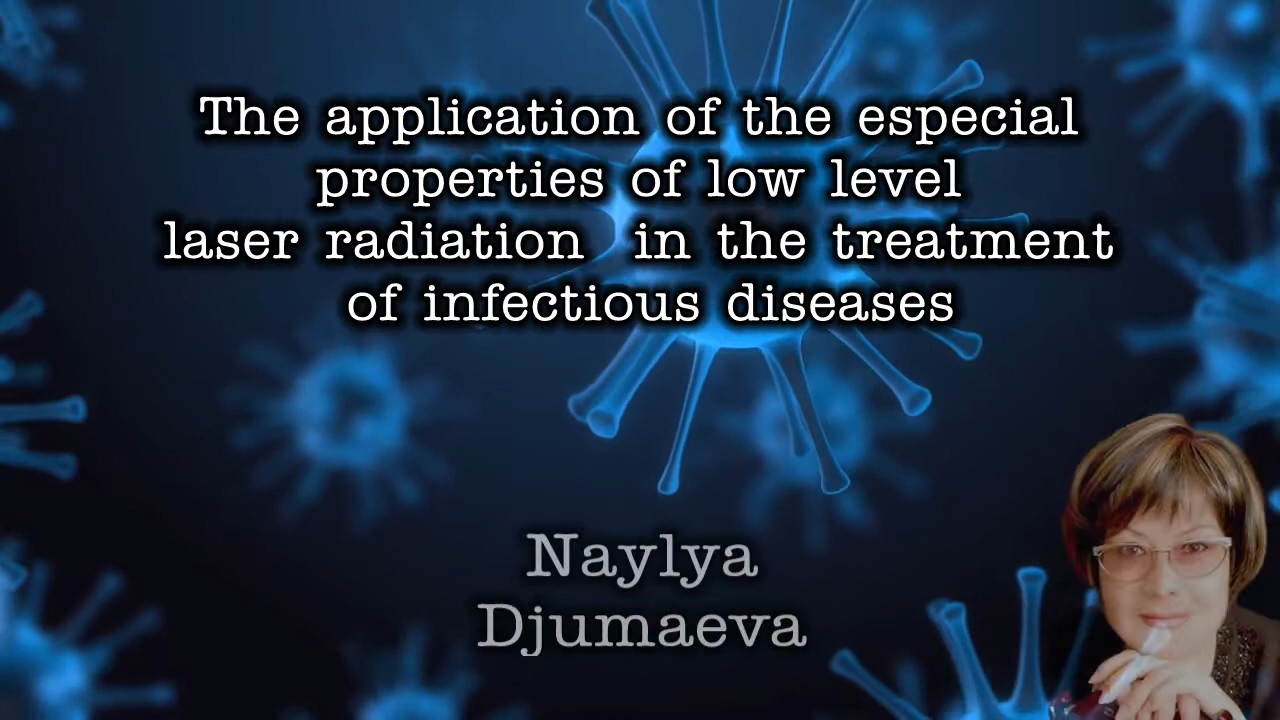 The application of the especial
properties of low level
laser radiation in the treatment
of infectious diseases
Naylya
Djumaeva